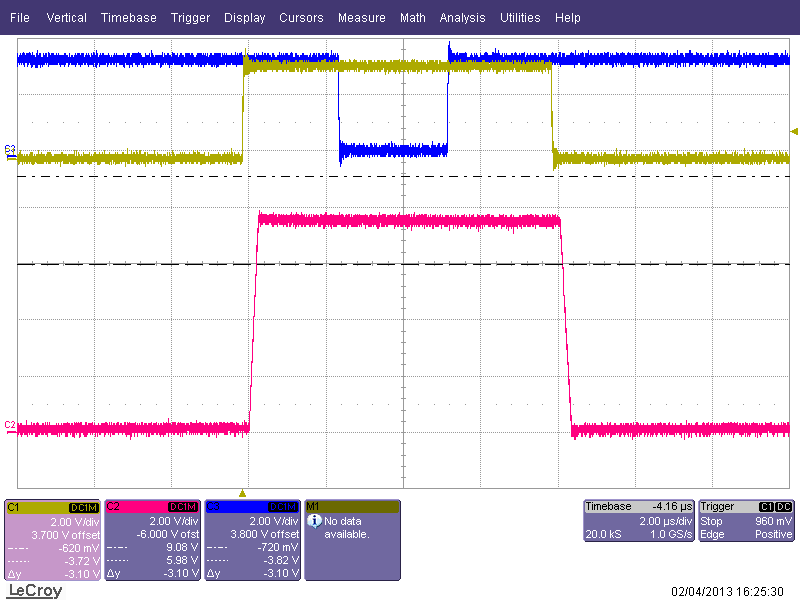 File Vertical Timebase Trigger Display Cursors Measure Math Analysis Utilities Help
C2
C1 DC1M
2.00 V/div
3.700 V offset
-620 mV
-3.72 V
Δy -3.10 V
C2 DC1M
2.00 V/div
-6.000 V ofst
9.08 V
5.98 V
Δy -3.10 V
C3 DC1M
2.00 V/div
3.800 V offset
-720 mV
-3.82 V
Δy -3.10 V
M1
No data
available.
Timebase -4.16 µs
2.00 µs/div
20.0 kS 1.0 GS/s
Trigger C1 DC
Stop 960 mV
Edge Positive
LeCroy
02/04/2013 16:25:30